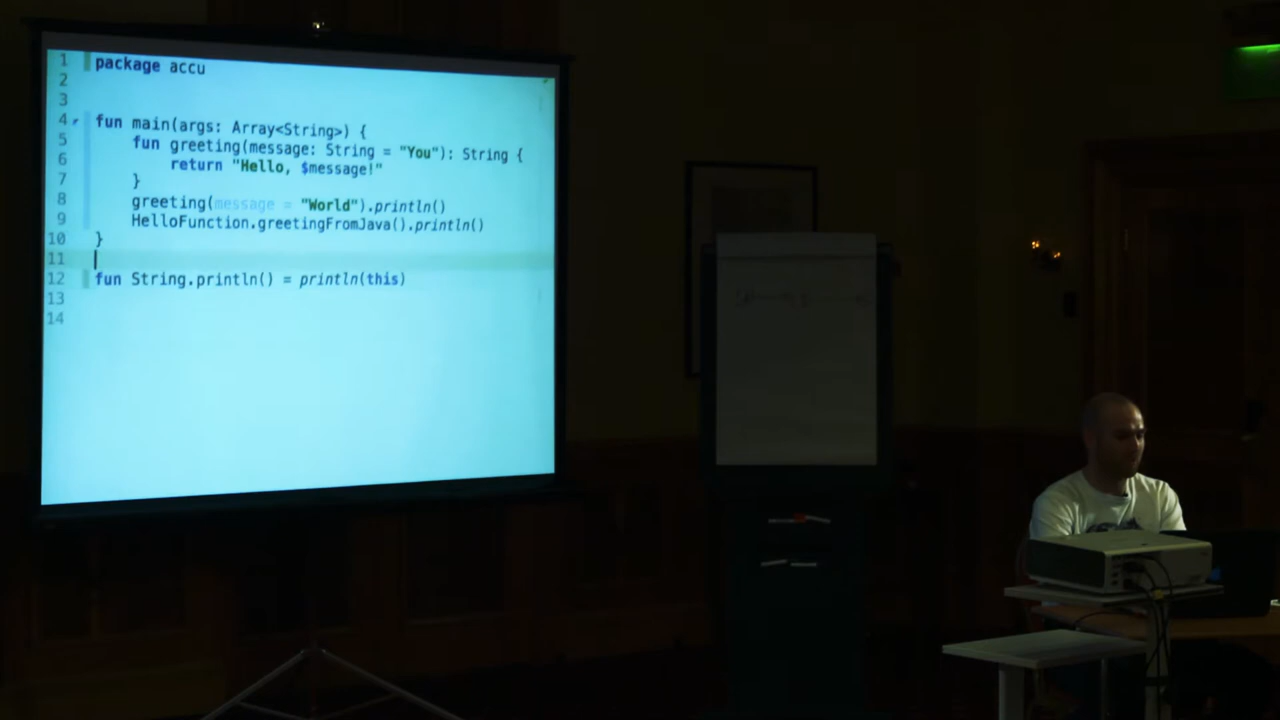 1 package accu
2
3
4 fun main(args: Array<String>) {
5 fun greeting(message: String = "You"): String {
6 return "Hello, $message!"
7 }
8 greeting(message = "World").println()
9 HelloFunction.greetingFromJava().println()
10 }
11
12 fun String.println() = println(this)
13
14